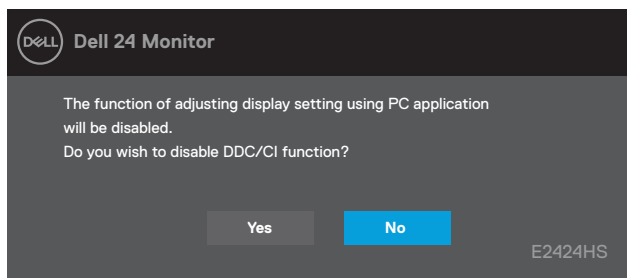 DELL Dell 24 Monitor
The function of adjusting display setting using PC application
will be disabled.
Do you wish to disable DDC/CI function?
Yes No
E2424HS